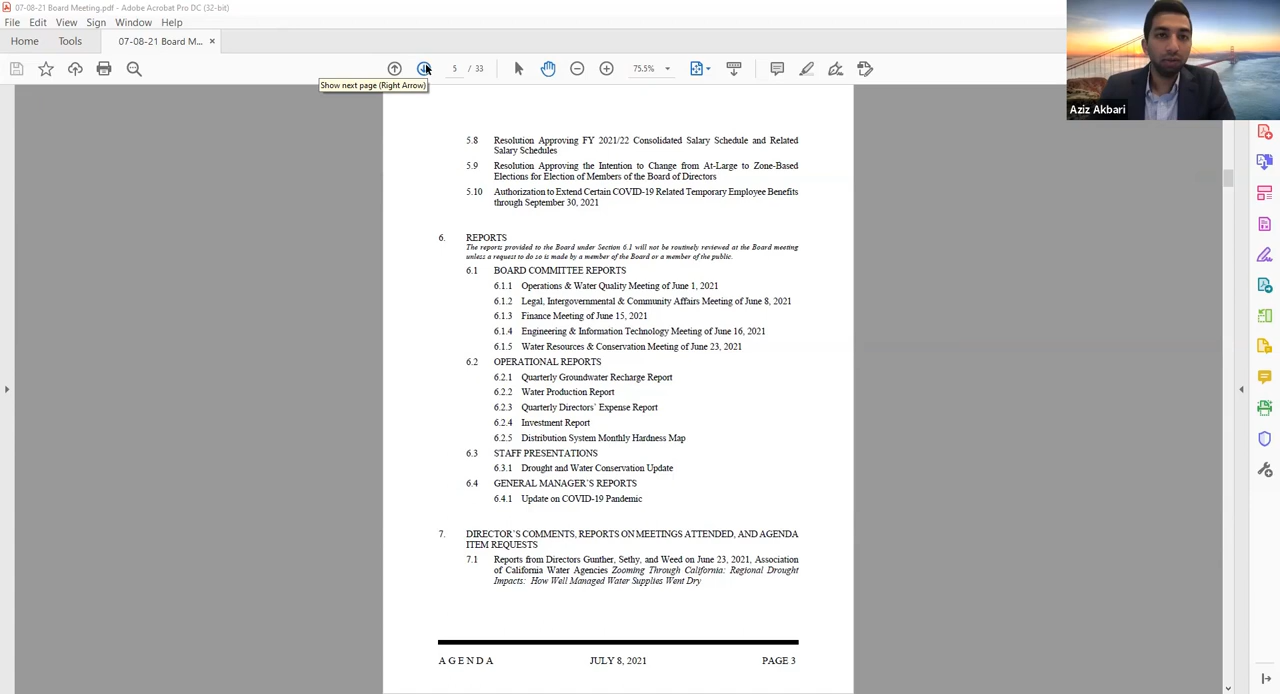 07-08-21 Board Meeting.pdf - Adobe Acrobat Pro DC (32-bit)
File Edit View Sign Window Help
Home Tools 07-08-21 Board M... ×
5 / 33 75.5%
Show next page (Right Arrow)
Aziz Akbari
5.8 Resolution Approving FY 2021/22 Consolidated Salary Schedule and Related
Salary Schedules
5.9 Resolution Approving the Intention to Change from At-Large to Zone-Based
Elections for Election of Members of the Board of Directors
5.10 Authorization to Extend Certain COVID-19 Related Temporary Employee Benefits
through September 30, 2021
6. REPORTS
The reports provided to the Board under Section 6.1 will not be routinely reviewed at the Board meeting
unless a request to do so is made by a member of the Board or a member of the public.
6.1 BOARD COMMITTEE REPORTS
6.1.1 Operations & Water Quality Meeting of June 1, 2021
6.1.2 Legal, Intergovernmental & Community Affairs Meeting of June 8, 2021
6.1.3 Finance Meeting of June 15, 2021
6.1.4 Engineering & Information Technology Meeting of June 16, 2021
6.1.5 Water Resources & Conservation Meeting of June 23, 2021
6.2 OPERATIONAL REPORTS
6.2.1 Quarterly Groundwater Recharge Report
6.2.2 Water Production Report
6.2.3 Quarterly Directors' Expense Report
6.2.4 Investment Report
6.2.5 Distribution System Monthly Hardness Map
6.3 STAFF PRESENTATIONS
6.3.1 Drought and Water Conservation Update
6.4 GENERAL MANAGER'S REPORTS
6.4.1 Update on COVID-19 Pandemic
7. DIRECTOR'S COMMENTS, REPORTS ON MEETINGS ATTENDED, AND AGENDA
ITEM REQUESTS
7.1 Reports from Directors Gunther, Sethy, and Weed on June 23, 2021, Association
of California Water Agencies Zooming Through California: Regional Drought
Impacts: How Well Managed Water Supplies Went Dry
AGENDA JULY 8, 2021 PAGE 3